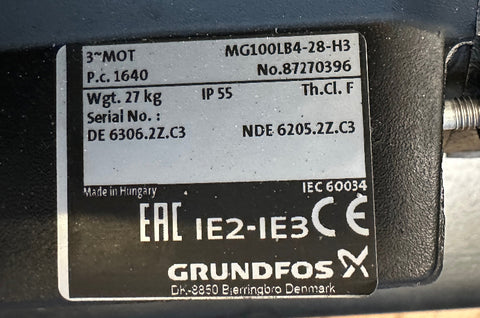 3~MOT MG100LB4-28-H3
P.c. 1640 No.87270396
Wgt. 27 kg IP 55 Th.Cl. F
Serial No. :
DE 6306.2Z.C3 NDE 6205.2Z.C3
Made in Hungary IEC 60034
EAC IE2-IE3 CE
GRUNDFOS
DK-8850 Bjerringbro Denmark